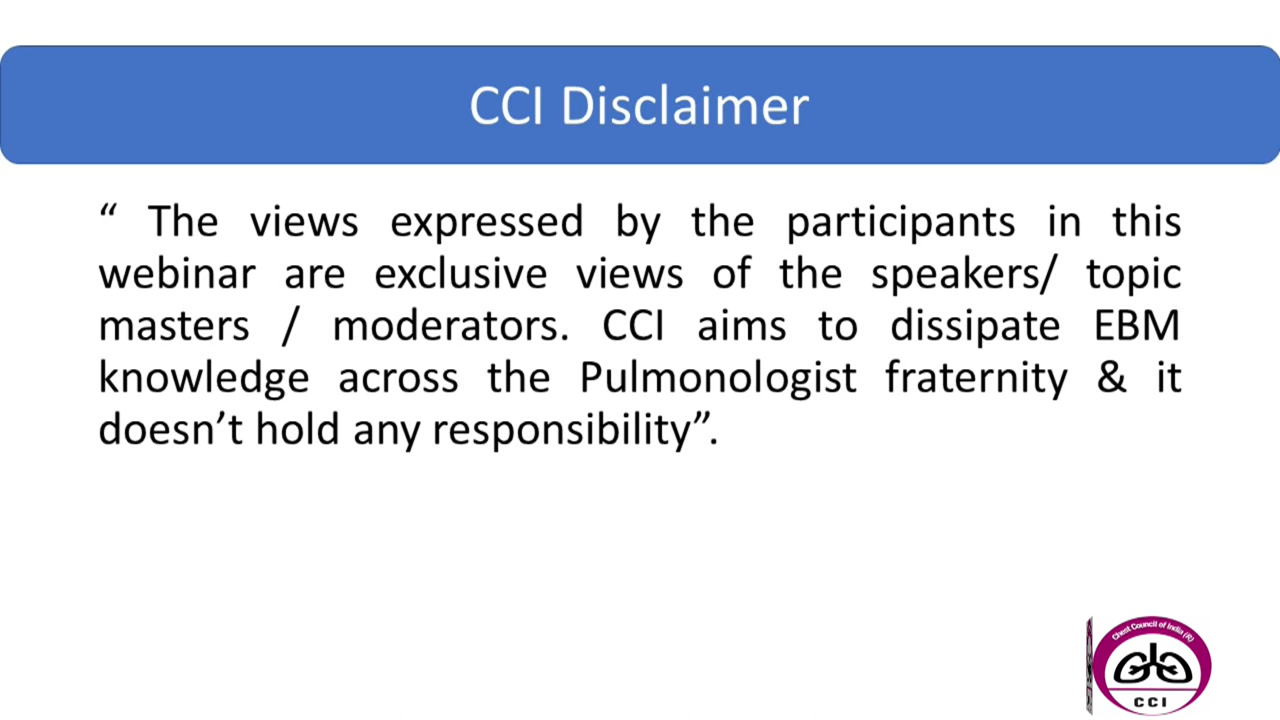 CCI Disclaimer
“ The views expressed by the participants in this
webinar are exclusive views of the speakers/ topic
masters / moderators. CCI aims to dissipate EBM
knowledge across the Pulmonologist fraternity & it
doesn’t hold any responsibility”.
Chest Council of India (R)
CCI